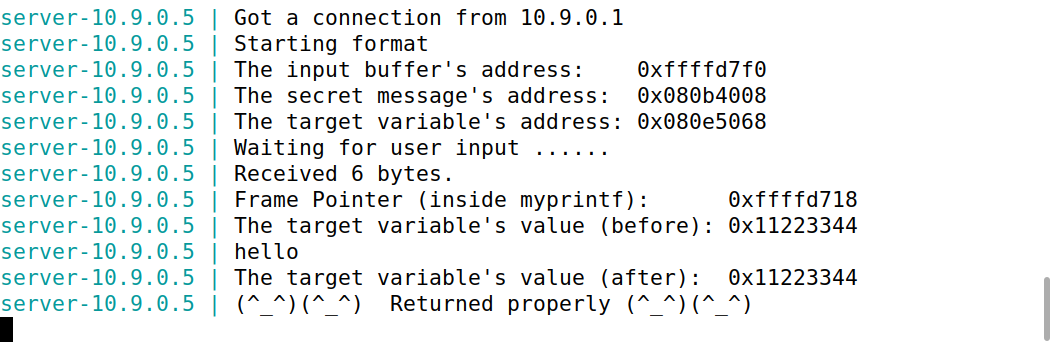 server-10.9.0.5 | Got a connection from 10.9.0.1
server-10.9.0.5 | Starting format
server-10.9.0.5 | The input buffer's address:    0xffffd7f0
server-10.9.0.5 | The secret message's address:  0x080b4008
server-10.9.0.5 | The target variable's address: 0x080e5068
server-10.9.0.5 | Waiting for user input ......
server-10.9.0.5 | Received 6 bytes.
server-10.9.0.5 | Frame Pointer (inside myprintf):      0xffffd718
server-10.9.0.5 | The target variable's value (before): 0x11223344
server-10.9.0.5 | hello
server-10.9.0.5 | The target variable's value (after):  0x11223344
server-10.9.0.5 | (^_^)(^_^)  Returned properly (^_^)(^_^)